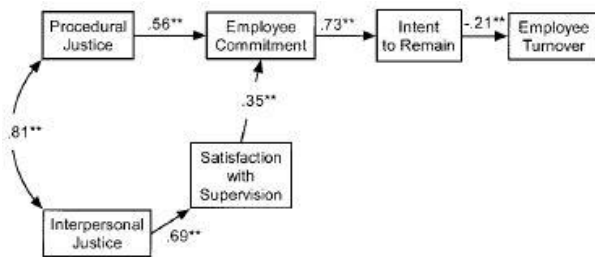 Procedural
Justice
.56**
Employee
Commitment
.73**
Intent
to Remain
-.21**
Employee
Turnover
.35**
.81**
Satisfaction
with
Supervision
Interpersonal
Justice
.69**